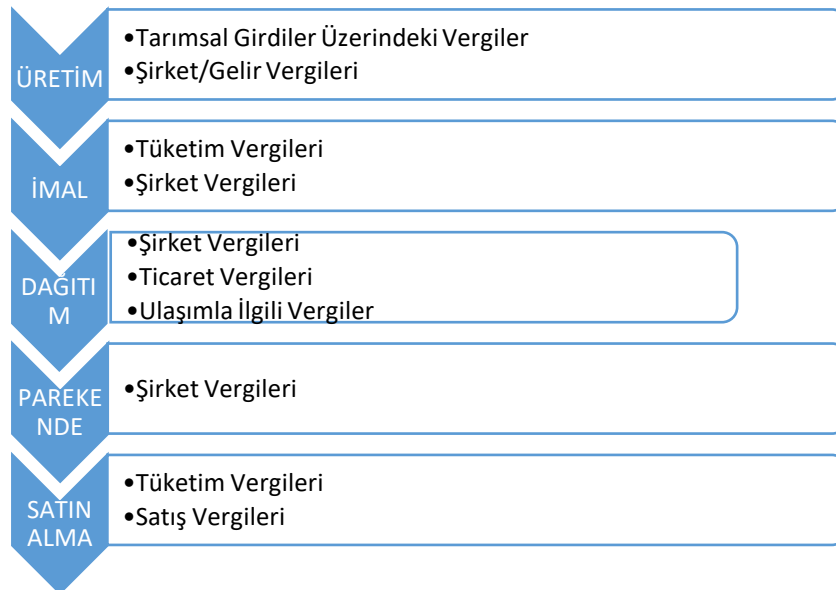 ÜRETİM
•Tarımsal Girdiler Üzerindeki Vergiler
•Şirket/Gelir Vergileri
İMAL
•Tüketim Vergileri
•Şirket Vergileri
DAĞITI
M
•Şirket Vergileri
•Ticaret Vergileri
•Ulaşımla İlgili Vergiler
PAREKE
NDE
•Şirket Vergileri
SATIN
ALMA
•Tüketim Vergileri
•Satış Vergileri